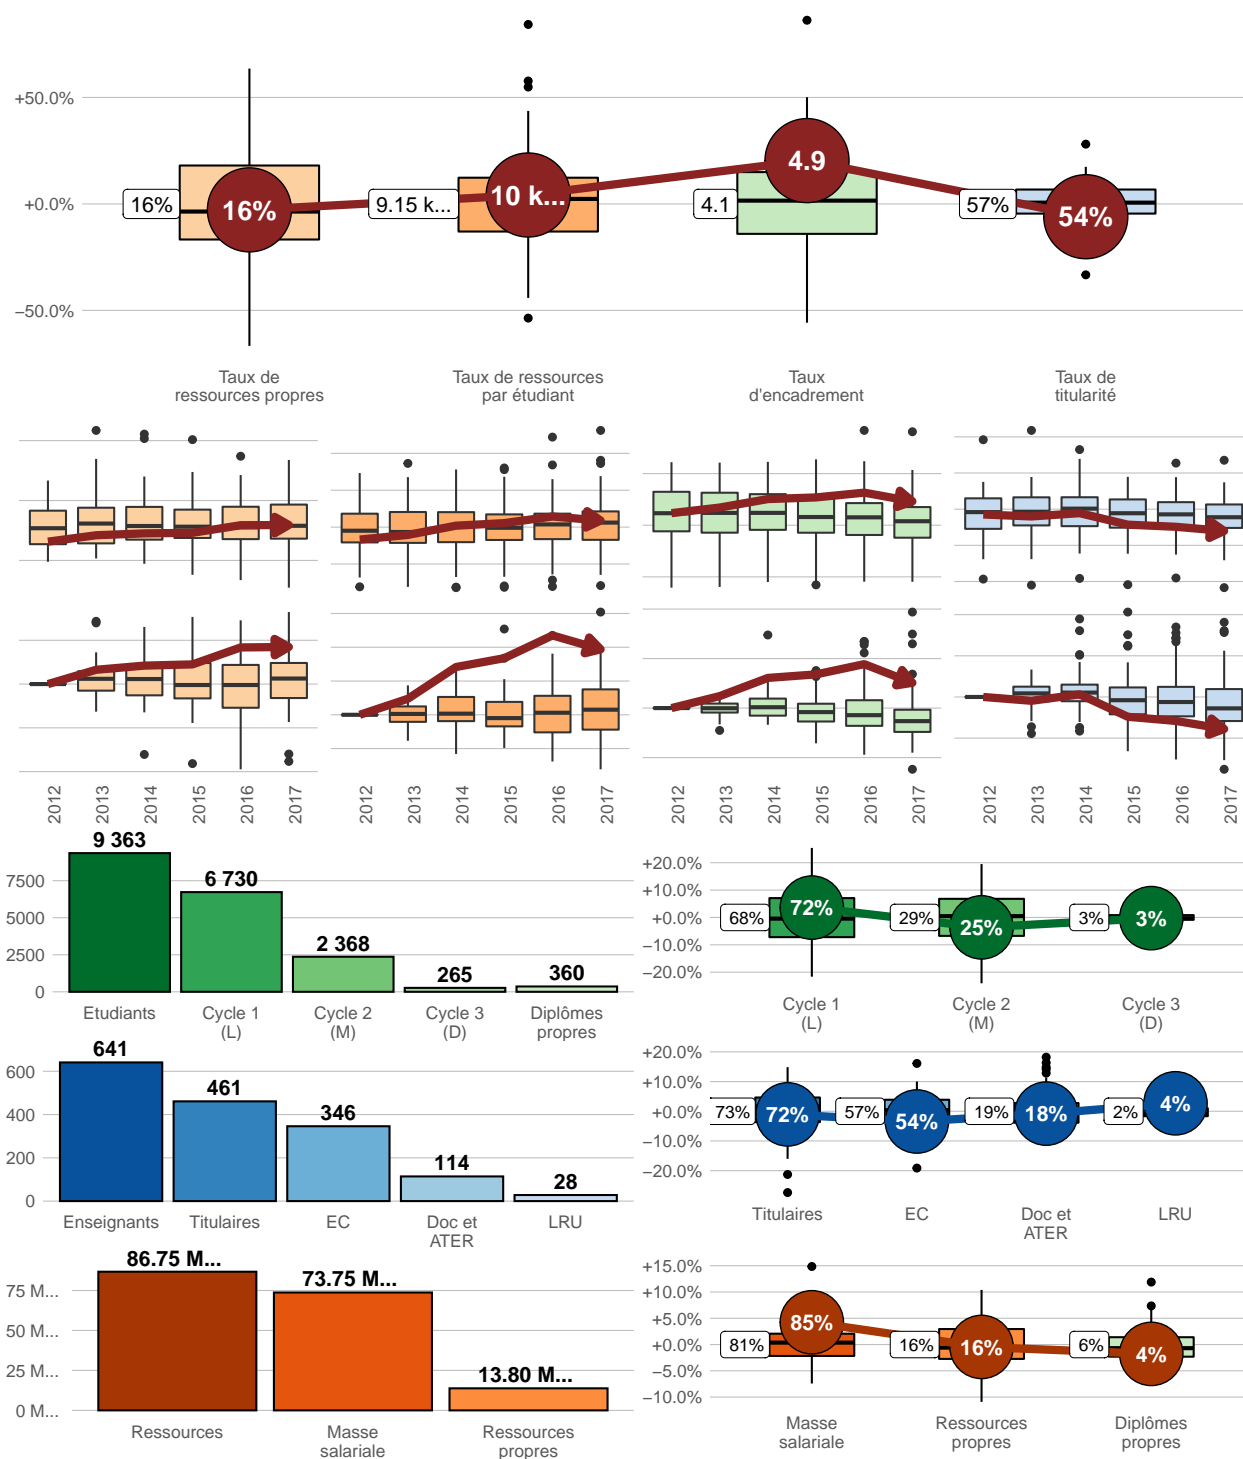 +50.0%
+0.0%
−50.0%
16%
16%
9.15 k...
10 k...
4.1
4.9
57%
54%
Taux de
ressources propres
Taux de ressources
par étudiant
Taux
d'encadrement
Taux de
titularité
2012
2013
2014
2015
2016
2017
2012
2013
2014
2015
2016
2017
2012
2013
2014
2015
2016
2017
2012
2013
2014
2015
2016
2017
7500
5000
2500
0
9 363
6 730
2 368
265
360
Etudiants
Cycle 1
(L)
Cycle 2
(M)
Cycle 3
(D)
Diplômes
propres
+20.0%
+10.0%
+0.0%
−10.0%
−20.0%
68%
72%
29%
25%
3%
3%
Cycle 1
(L)
Cycle 2
(M)
Cycle 3
(D)
600
400
200
0
641
461
346
114
28
Enseignants
Titulaires
EC
Doc et
ATER
LRU
+20.0%
+10.0%
+0.0%
−10.0%
−20.0%
73%
72%
57%
54%
19%
18%
2%
4%
Titulaires
EC
Doc et
ATER
LRU
75 M...
50 M...
25 M...
0 M...
86.75 M...
73.75 M...
13.80 M...
Ressources
Masse
salariale
Ressources
propres
+15.0%
+10.0%
+5.0%
+0.0%
−5.0%
−10.0%
81%
85%
16%
16%
6%
4%
Masse
salariale
Ressources
propres
Diplômes
propres